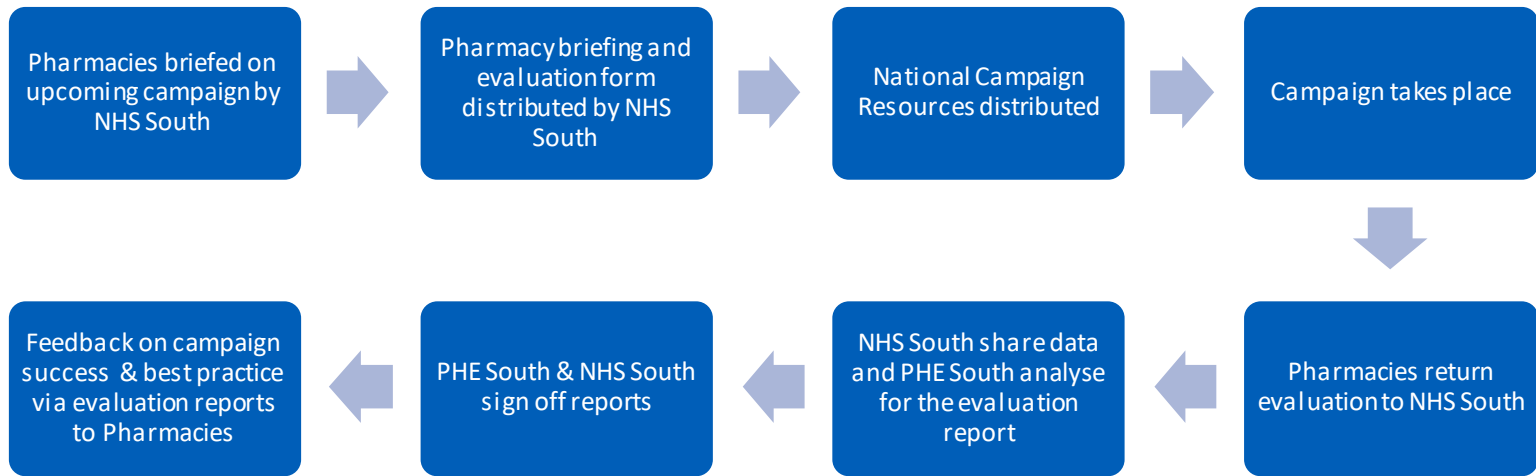 Pharmacies briefed on
upcoming campaign by
NHS South
Pharmacy briefing and
evaluation form
distributed by NHS
South
National Campaign
Resources distributed
Campaign takes place
Pharmacies return
evaluation to NHS South
NHS South share data
and PHE South analyse
for the evaluation
report
PHE South & NHS South
sign off reports
Feedback on campaign
success & best practice
via evaluation reports
to Pharmacies